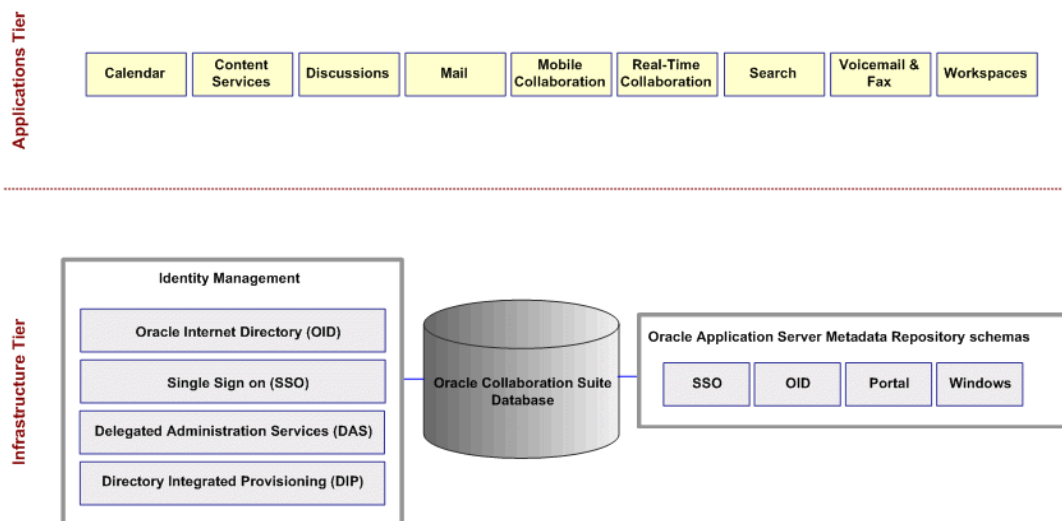 Applications Tier
Calendar
Content
Services
Discussions
Mail
Mobile
Collaboration
Real-Time
Collaboration
Search
Voicemail &
Fax
Workspaces
Infrastructure Tier
Identity Management
Oracle Internet Directory (OID)
Single Sign on (SSO)
Delegated Administration Services (DAS)
Directory Integrated Provisioning (DIP)
Oracle Collaboration Suite
Database
Oracle Application Server Metadata Repository schemas
SSO
OID
Portal
Windows